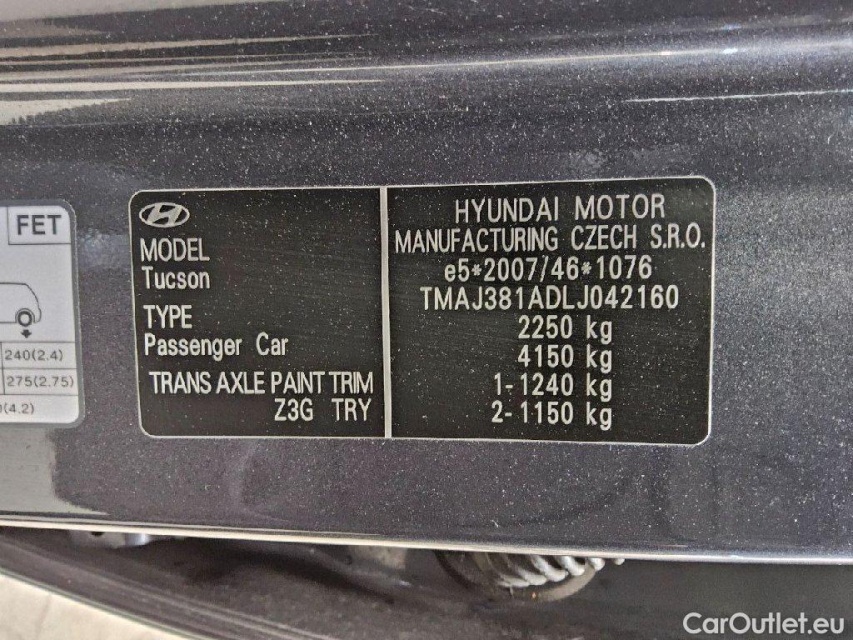 FET
240(2.4)
275(2.75)
(4.2)
MODEL
Tucson
TYPE
Passenger Car
TRANS AXLE PAINT TRIM
Z3G TRY
HYUNDAI MOTOR
MANUFACTURING CZECH S.R.O.
e5*2007/46*1076
TMAJ381ADLJ042160
2250 kg
4150 kg
1-1240 kg
2-1150 kg
CarOutlet.eu